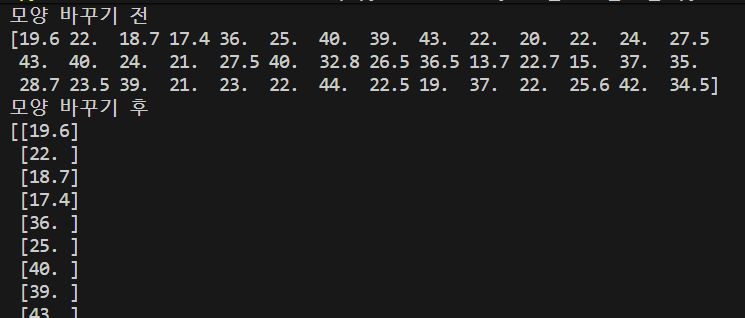 모양 바꾸기 전
[19.6 22.  18.7 17.4 36.  25.  40.  39.  43.  22.  20.  22.  24.  27.5
 43.  40.  24.  21.  27.5 40.  32.8 26.5 36.5 13.7 22.7 15.  37.  35.
 28.7 23.5 39.  21.  23.  22.  44.  22.5 19.  37.  22.  25.6 42.  34.5]
모양 바꾸기 후
[[19.6]
 [22. ]
 [18.7]
 [17.4]
 [36. ]
 [25. ]
 [40. ]
 [39. ]
 [43. ]